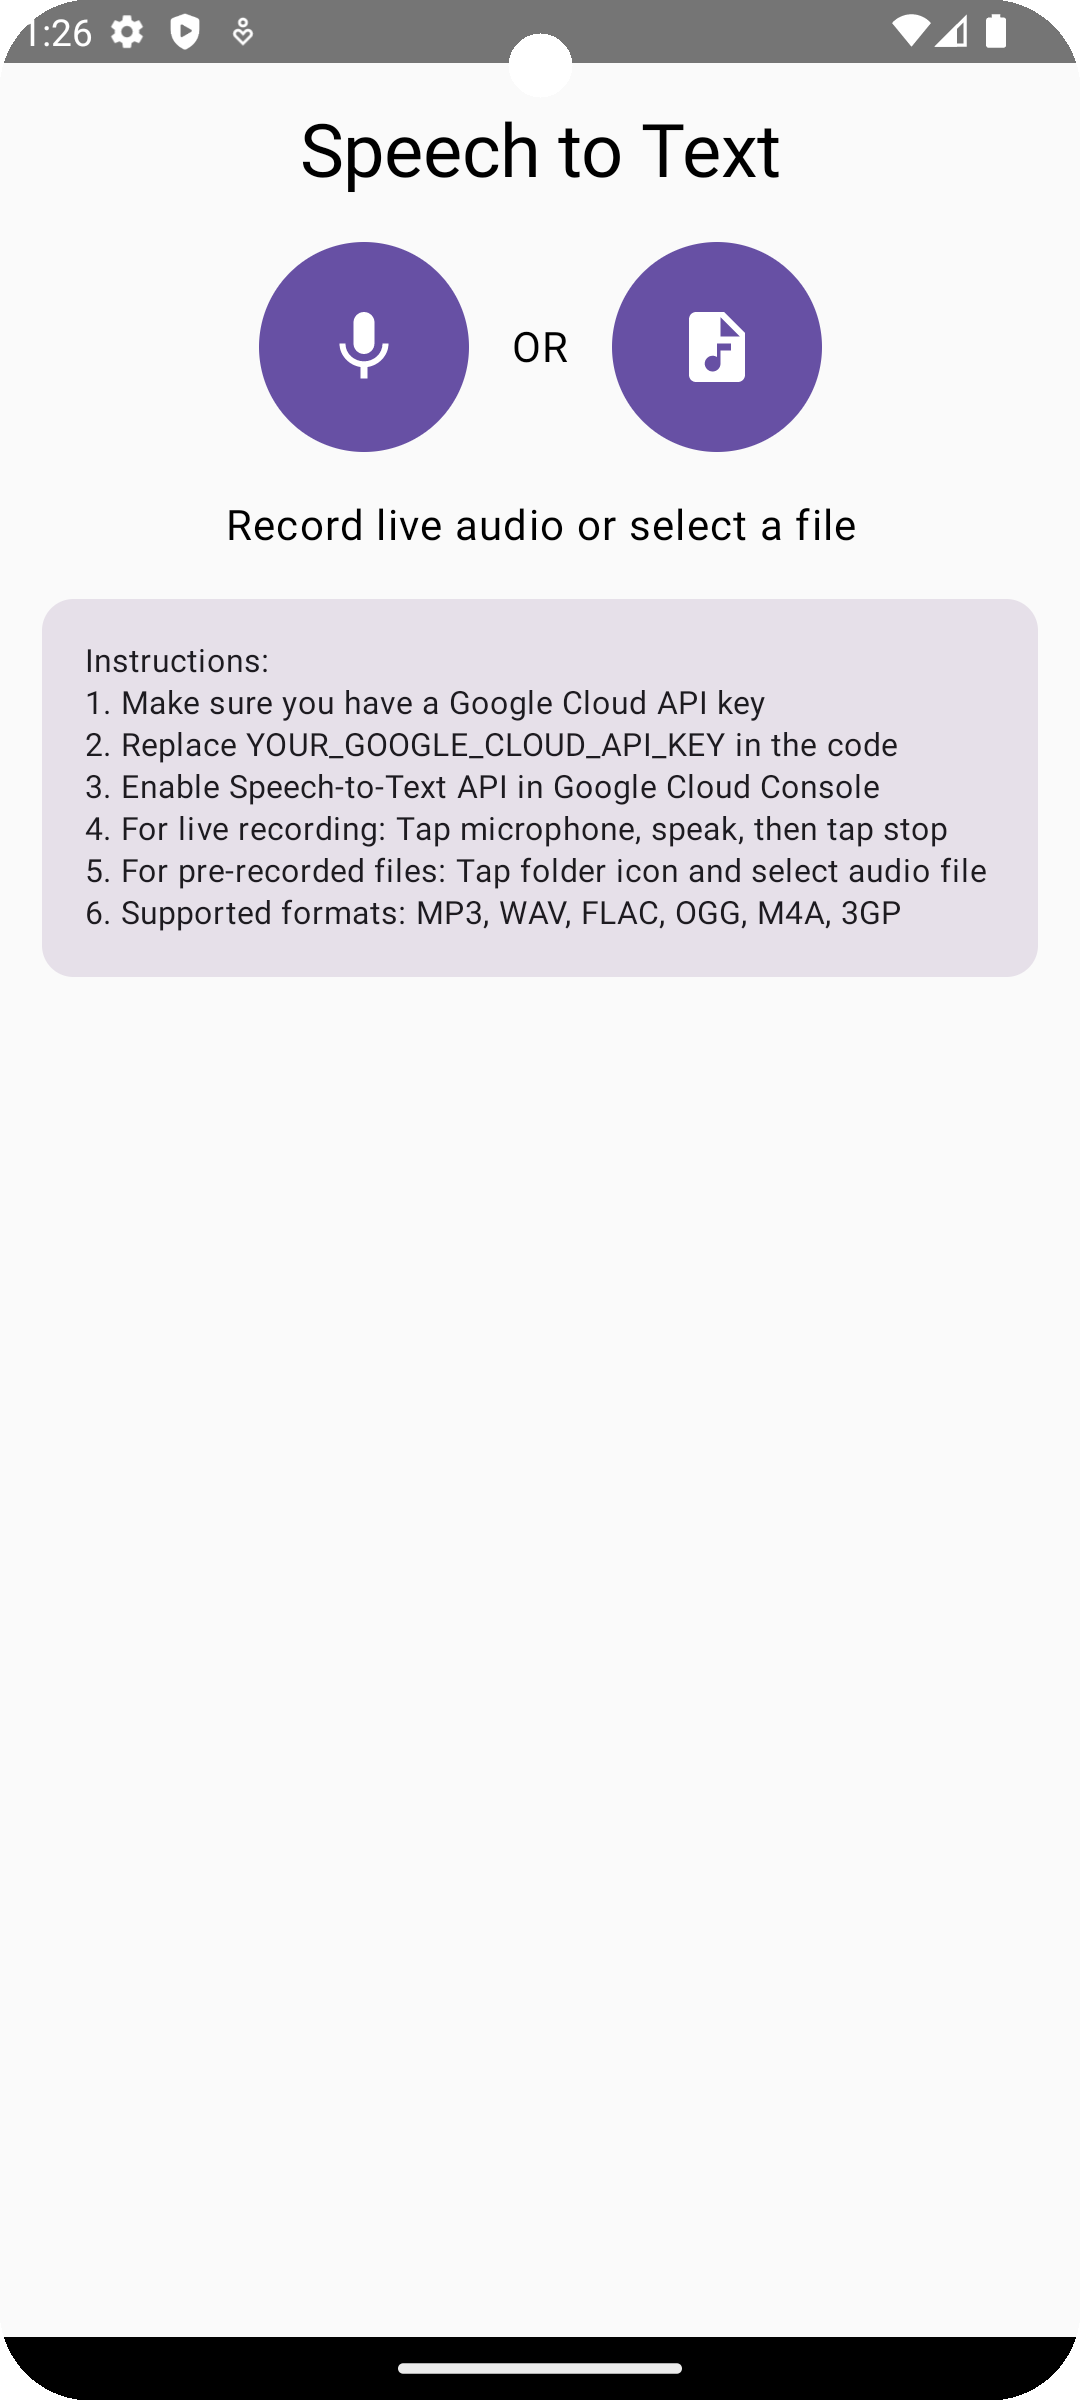 1:26
Speech to Text
OR
Record live audio or select a file
Instructions:
1. Make sure you have a Google Cloud API key
2. Replace YOUR_GOOGLE_CLOUD_API_KEY in the code
3. Enable Speech-to-Text API in Google Cloud Console
4. For live recording: Tap microphone, speak, then tap stop
5. For pre-recorded files: Tap folder icon and select audio file
6. Supported formats: MP3, WAV, FLAC, OGG, M4A, 3GP